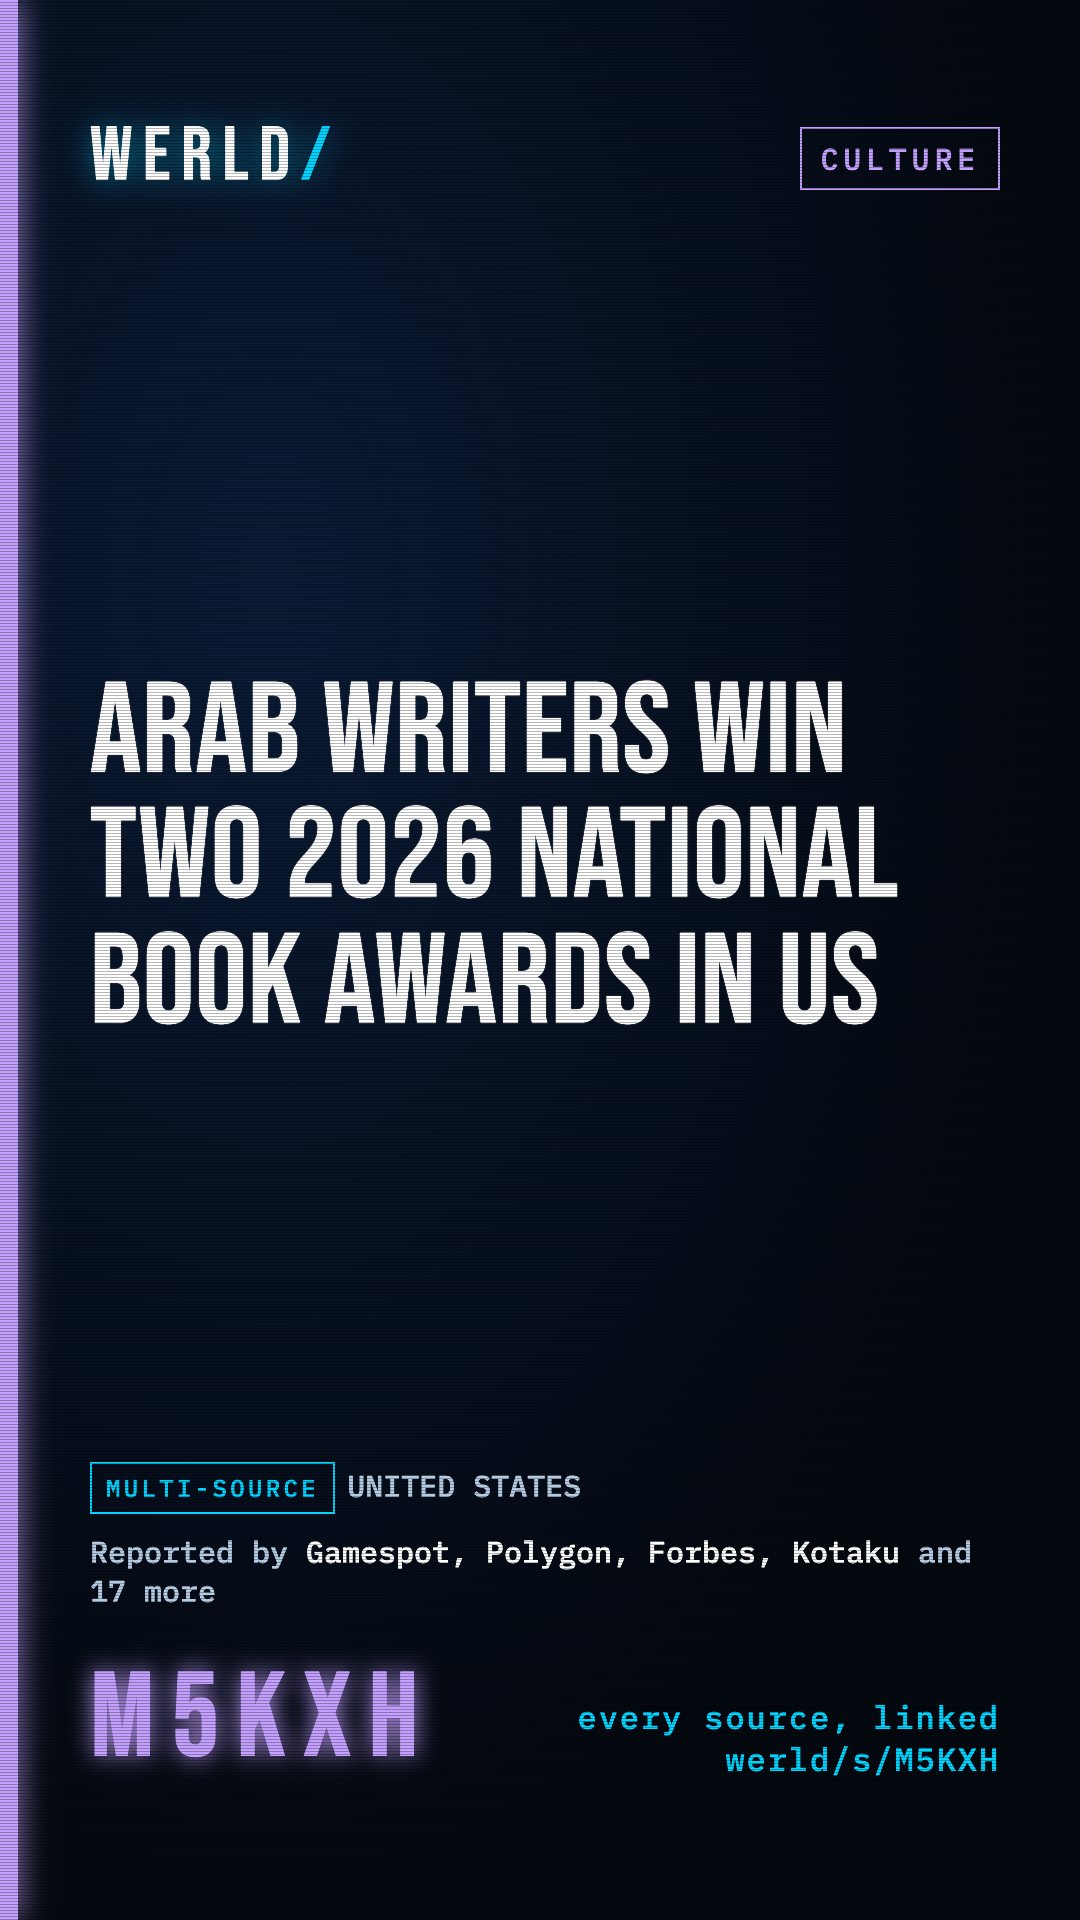 WERLD/
CULTURE
ARAB WRITERS WIN
TWO 2026 NATIONAL
BOOK AWARDS IN US
MULTI-SOURCE UNITED STATES
Reported by Gamespot, Polygon, Forbes, Kotaku and
17 more
M5KXH
every source, linked
werld/s/M5KXH